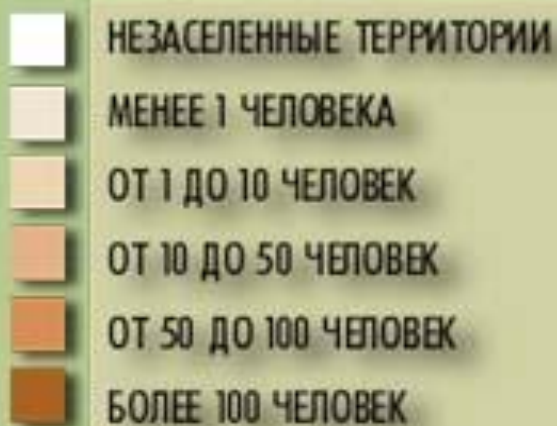 НЕЗАСЕЛЕННЫЕ ТЕРРИТОРИИ
МЕНЕЕ 1 ЧЕЛОВЕКА
ОТ 1 ДО 10 ЧЕЛОВЕК
ОТ 10 ДО 50 ЧЕЛОВЕК
ОТ 50 ДО 100 ЧЕЛОВЕК
БОЛЕЕ 100 ЧЕЛОВЕК